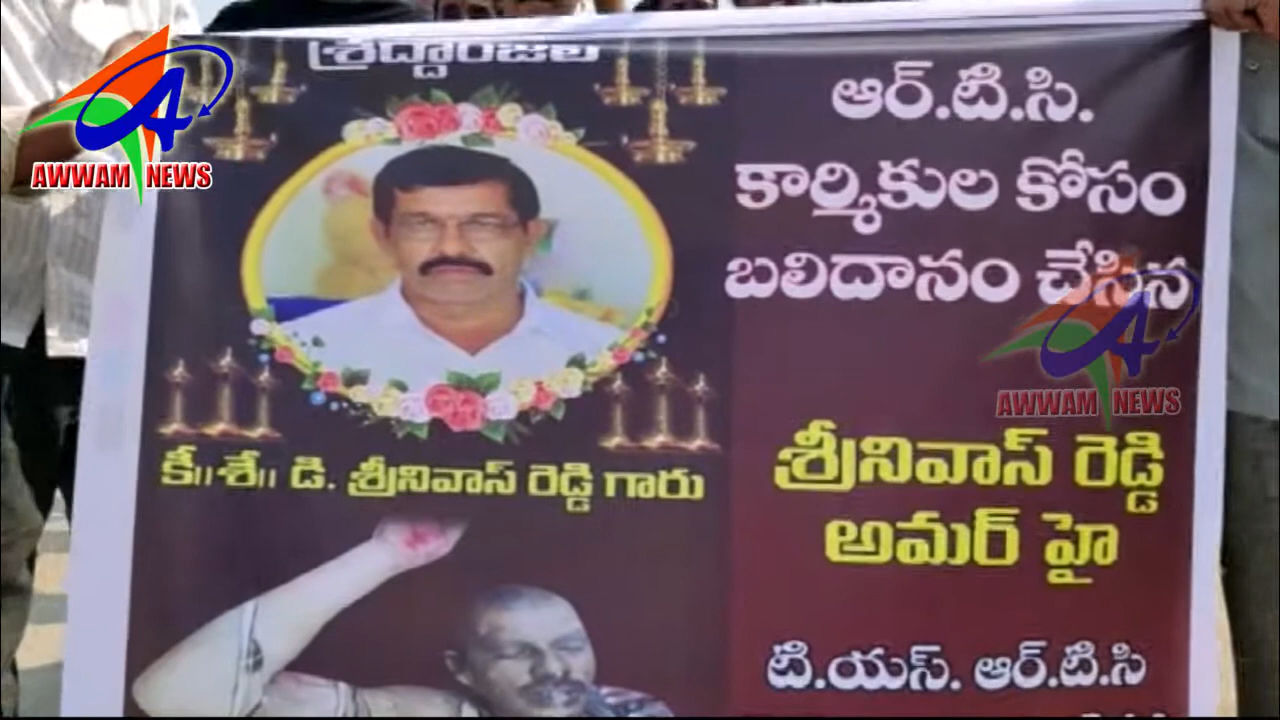 AWWAM NEWS
శ్రద్ధాంజలి
ఆర్.టి.సి.
కార్మికుల కోసం
బలిదానం చేసిన
AWWAM NEWS
కీ॥శే॥ డి. శ్రీనివాస్ రెడ్డి గారు
శ్రీనివాస్ రెడ్డి
అమర్ హై
టి.యస్. ఆర్.టి.సి